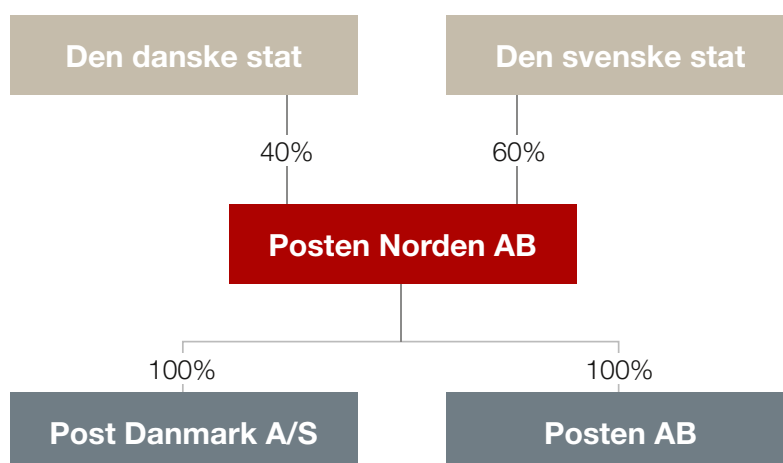 Den danske stat
Den svenske stat
40%
60%
Posten Norden AB
100%
100%
Post Danmark A/S
Posten AB